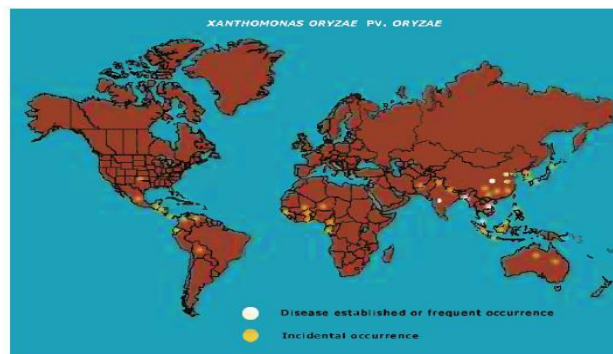 XANTHOMONAS ORYZAE PV. ORYZAE
Disease established or frequent occurrence
Incidental occurrence